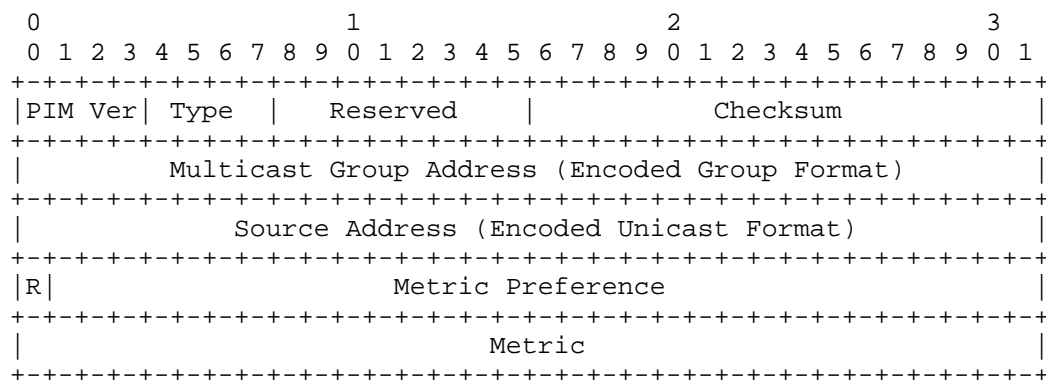 0                   1                   2                   3
 0 1 2 3 4 5 6 7 8 9 0 1 2 3 4 5 6 7 8 9 0 1 2 3 4 5 6 7 8 9 0 1
+-+-+-+-+-+-+-+-+-+-+-+-+-+-+-+-+-+-+-+-+-+-+-+-+-+-+-+-+-+-+-+-+
|PIM Ver| Type  |   Reserved    |           Checksum            |
+-+-+-+-+-+-+-+-+-+-+-+-+-+-+-+-+-+-+-+-+-+-+-+-+-+-+-+-+-+-+-+-+
|         Multicast Group Address (Encoded Group Format)        |
+-+-+-+-+-+-+-+-+-+-+-+-+-+-+-+-+-+-+-+-+-+-+-+-+-+-+-+-+-+-+-+-+
|             Source Address (Encoded Unicast Format)           |
+-+-+-+-+-+-+-+-+-+-+-+-+-+-+-+-+-+-+-+-+-+-+-+-+-+-+-+-+-+-+-+-+
|R|                     Metric Preference                       |
+-+-+-+-+-+-+-+-+-+-+-+-+-+-+-+-+-+-+-+-+-+-+-+-+-+-+-+-+-+-+-+-+
|                             Metric                            |
+-+-+-+-+-+-+-+-+-+-+-+-+-+-+-+-+-+-+-+-+-+-+-+-+-+-+-+-+-+-+-+-+